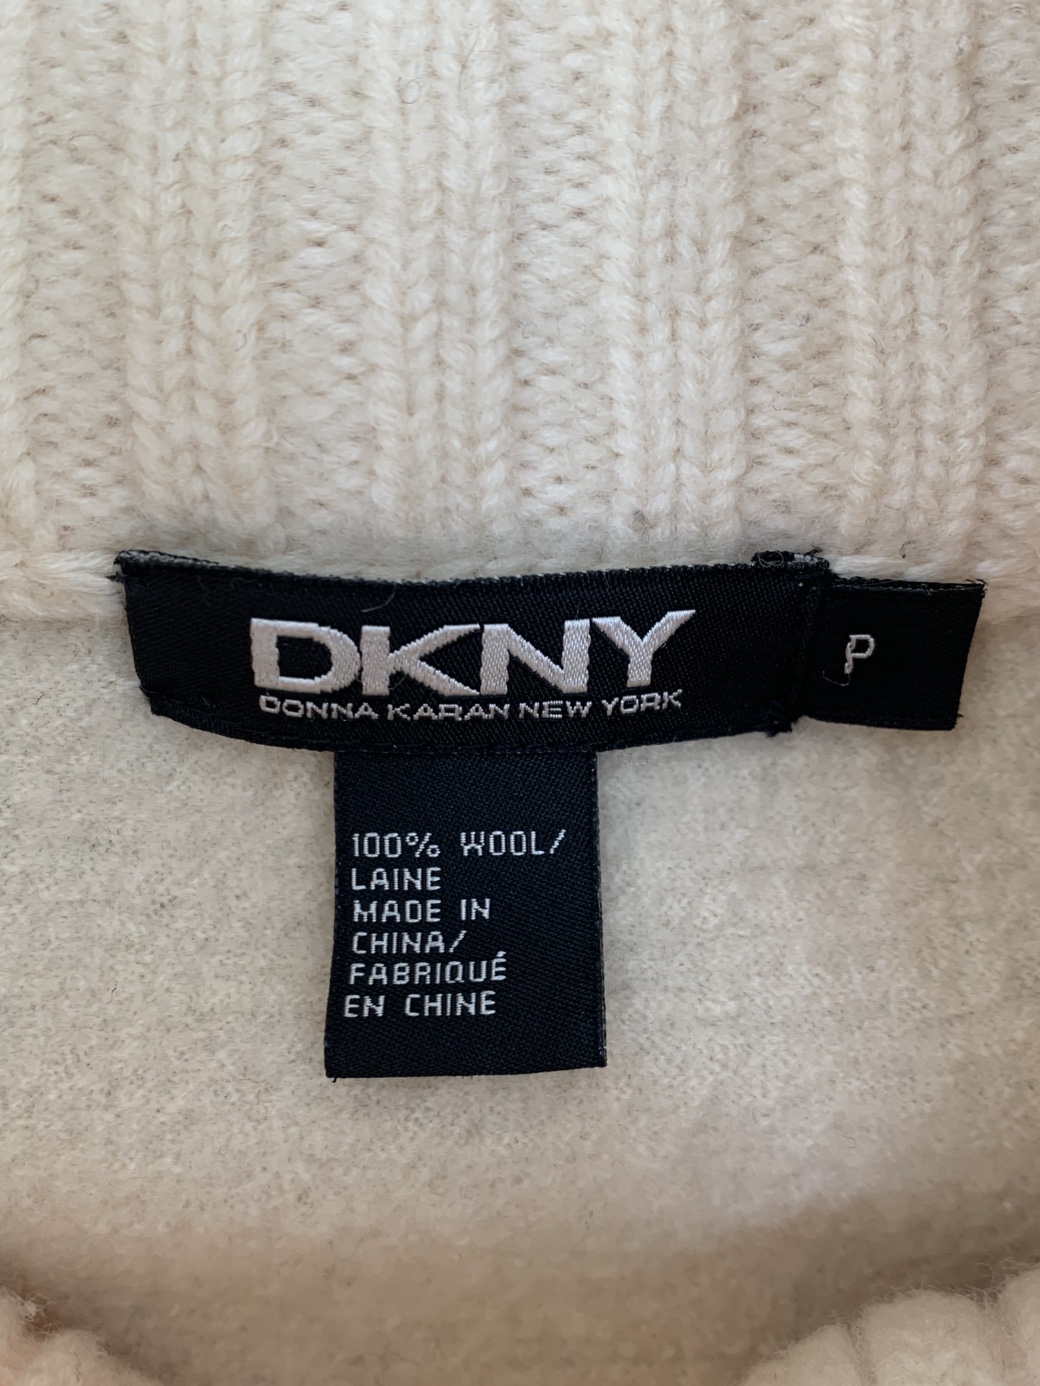 DKNY
DONNA KARAN NEW YORK
P
100% WOOL/
LAINE
MADE IN
CHINA/
FABRIQUÉ
EN CHINE